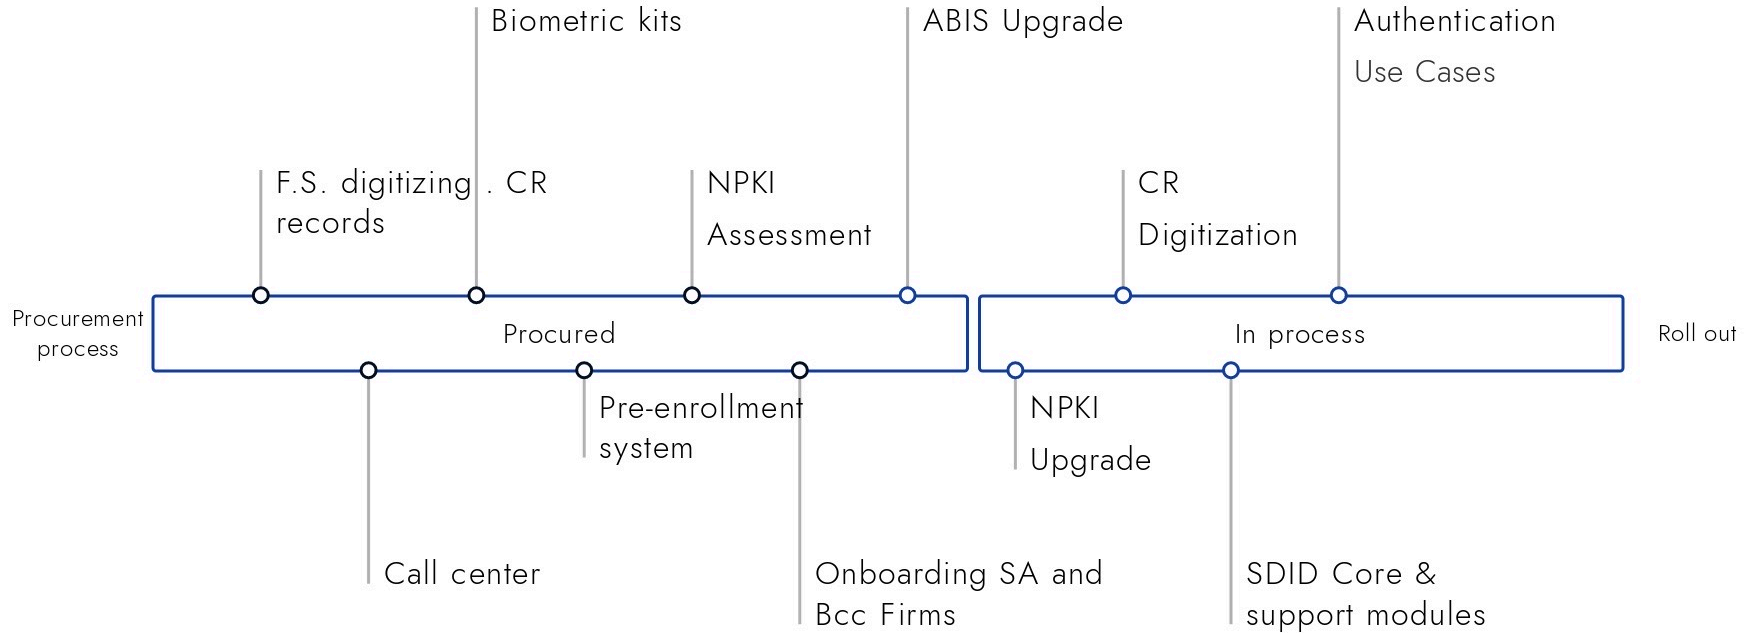 Biometric kits
ABIS Upgrade
Authentication
Use Cases
F.S. digitizing . CR
records
NPKI
Assessment
CR
Digitization
Procurement
process
Procured
In process
Roll out
Pre-enrollment
system
NPKI
Upgrade
Call center
Onboarding SA and
Bcc Firms
SDID Core &
support modules